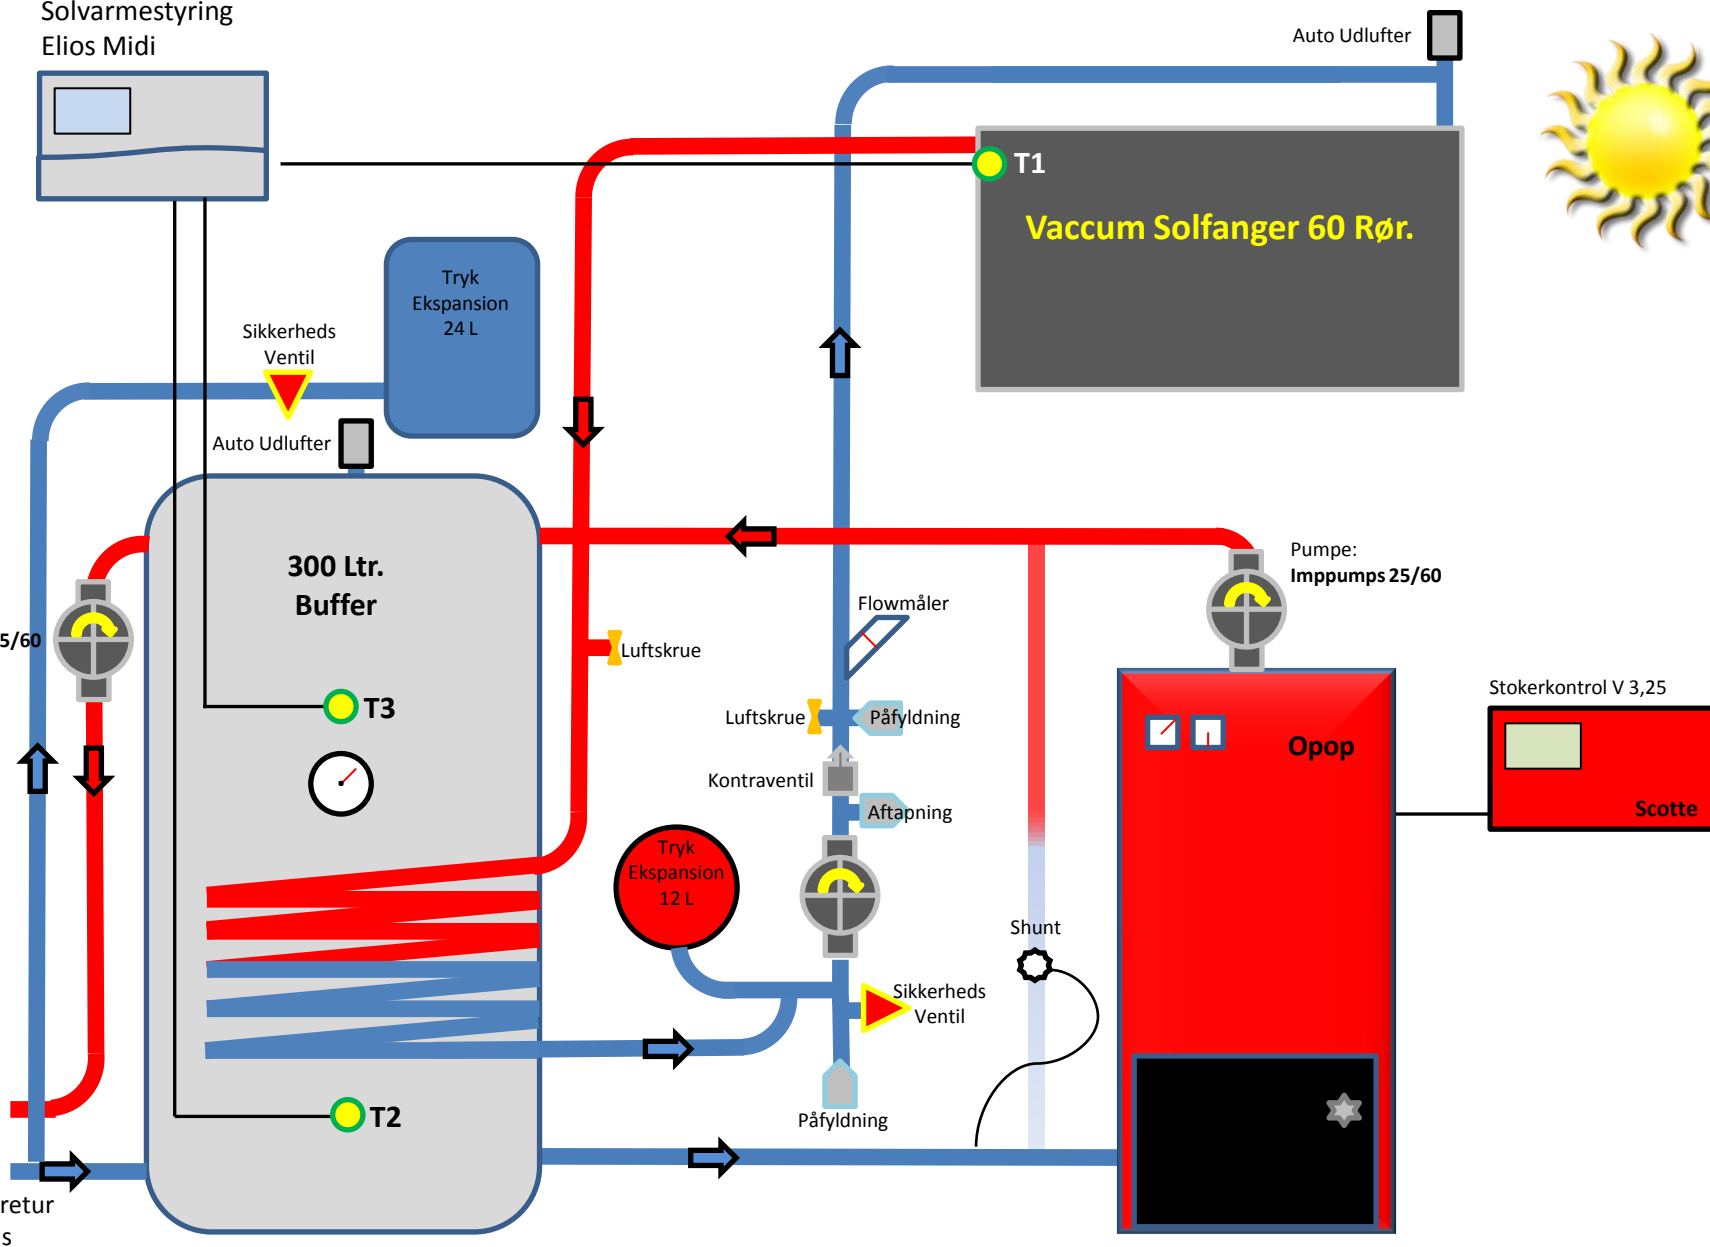 Solvarmestyring
Elios Midi
Auto Udlufter
T1
Vaccum Solfanger 60 Rør.
Tryk
Ekspansion
24 L
Sikkerheds
Ventil
Auto Udlufter
300 Ltr.
Buffer
Pumpe:
Imppumps 25/60
Flowmåler
5/60
Luftskrue
T3
Luftskrue
Påfyldning
Stokerkontrol V 3,25
Opop
Kontraventil
Aftapning
Scotte
Tryk
Ekspansion
12 L
Shunt
Sikkerheds
Ventil
T2
Påfyldning
retur
s